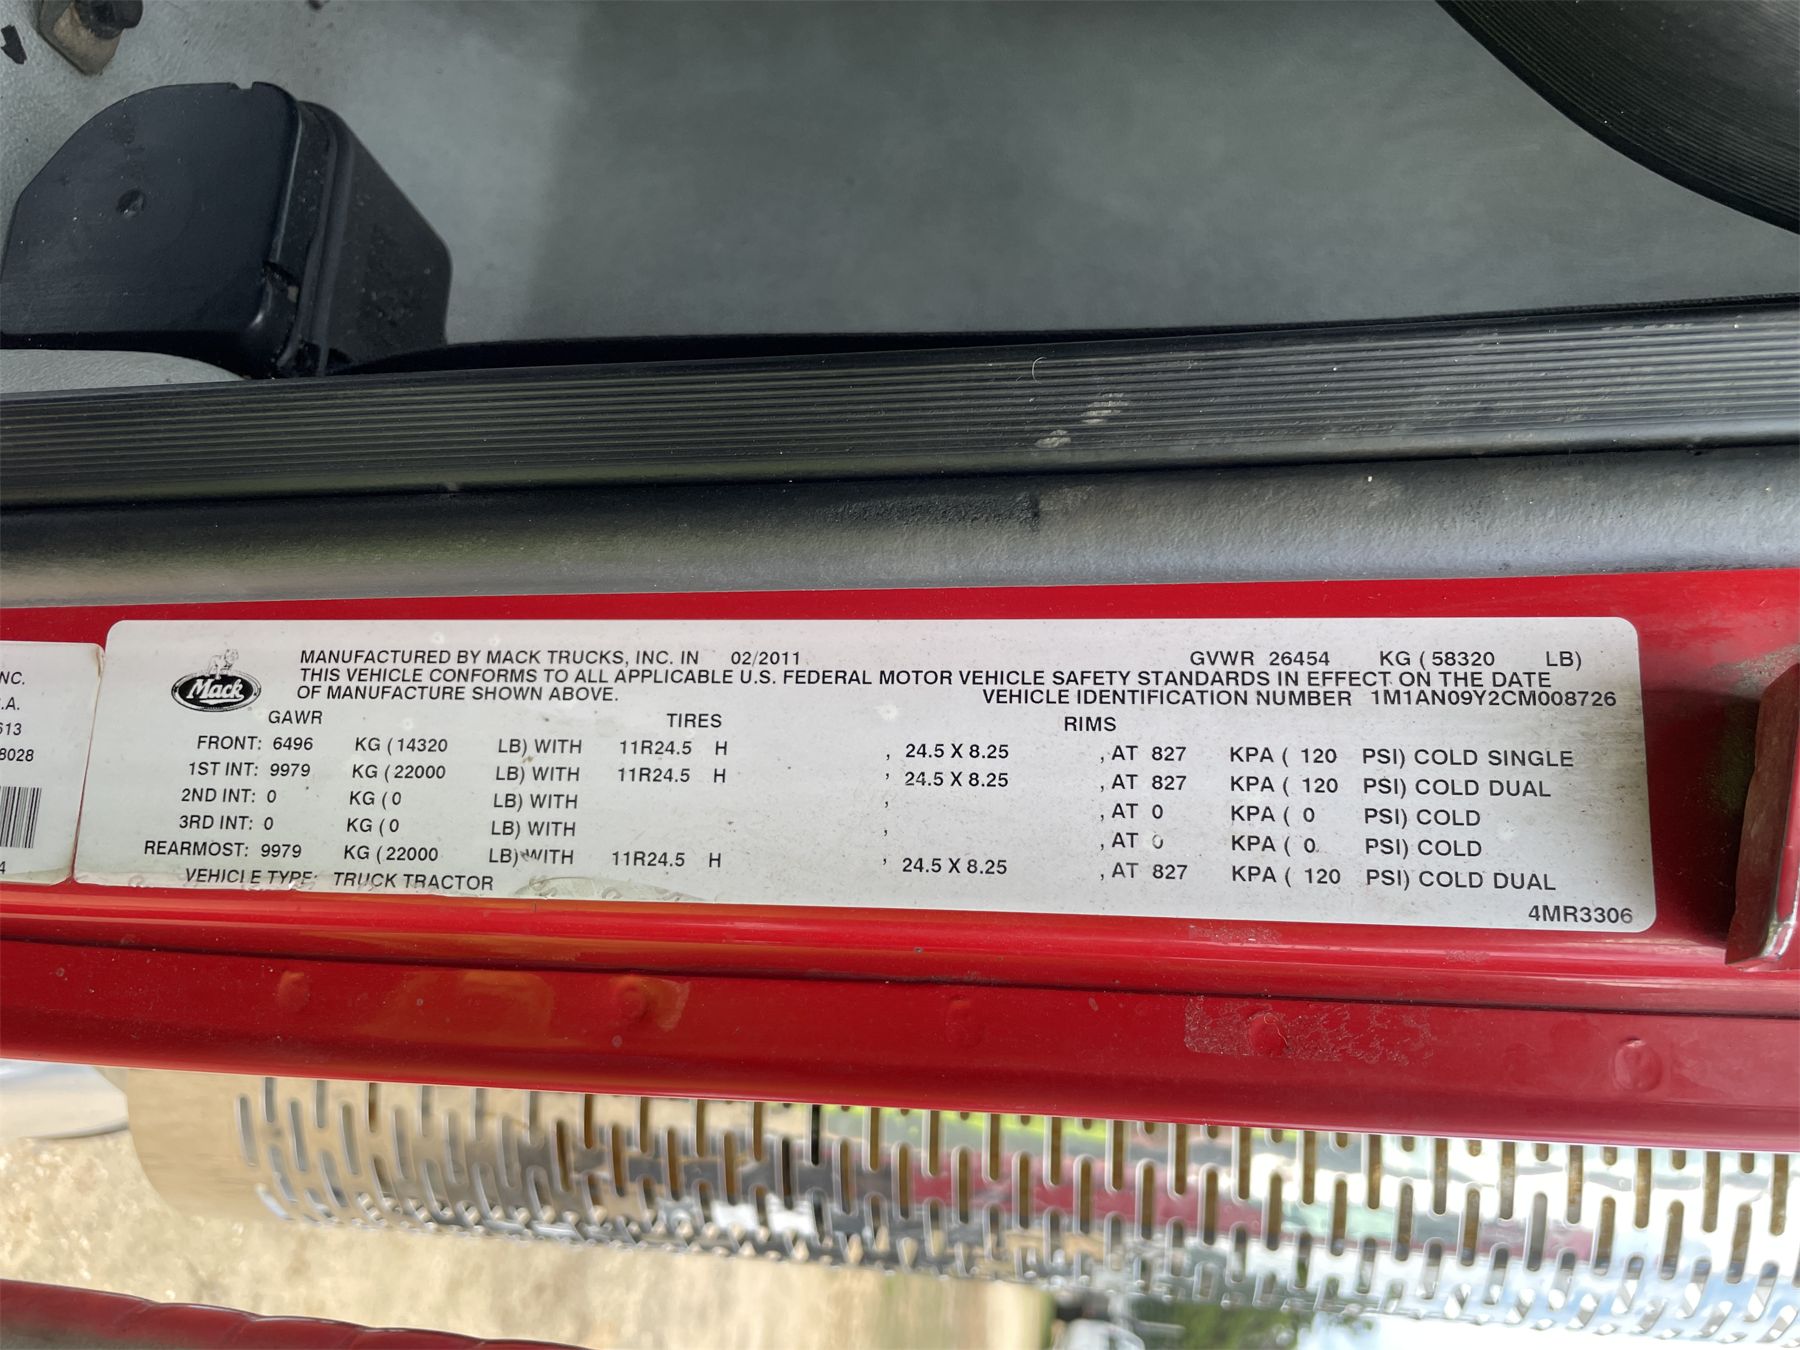 NC.
.A.
613
8028
4
Mack
MANUFACTURED BY MACK TRUCKS, INC. IN 02/2011 GVWR 26454 KG (58320 LB)
THIS VEHICLE CONFORMS TO ALL APPLICABLE U.S. FEDERAL MOTOR VEHICLE SAFETY STANDARDS IN EFFECT ON THE DATE
OF MANUFACTURE SHOWN ABOVE. VEHICLE IDENTIFICATION NUMBER 1M1AN09Y2CM008726
GAWR TIRES RIMS
FRONT: 6496 KG (14320 LB) WITH 11R24.5 H , 24.5 X 8.25 , AT 827 KPA ( 120 PSI) COLD SINGLE
1ST INT: 9979 KG (22000 LB) WITH 11R24.5 H , 24.5 X 8.25 , AT 827 KPA ( 120 PSI) COLD DUAL
2ND INT: 0 KG (0 LB) WITH , , AT 0 KPA ( 0 PSI) COLD
3RD INT: 0 KG (0 LB) WITH , , AT 0 KPA ( 0 PSI) COLD
REARMOST: 9979 KG (22000 LB) WITH 11R24.5 H , 24.5 X 8.25 , AT 827 KPA ( 120 PSI) COLD DUAL
VEHICLE TYPE: TRUCK TRACTOR
4MR3306